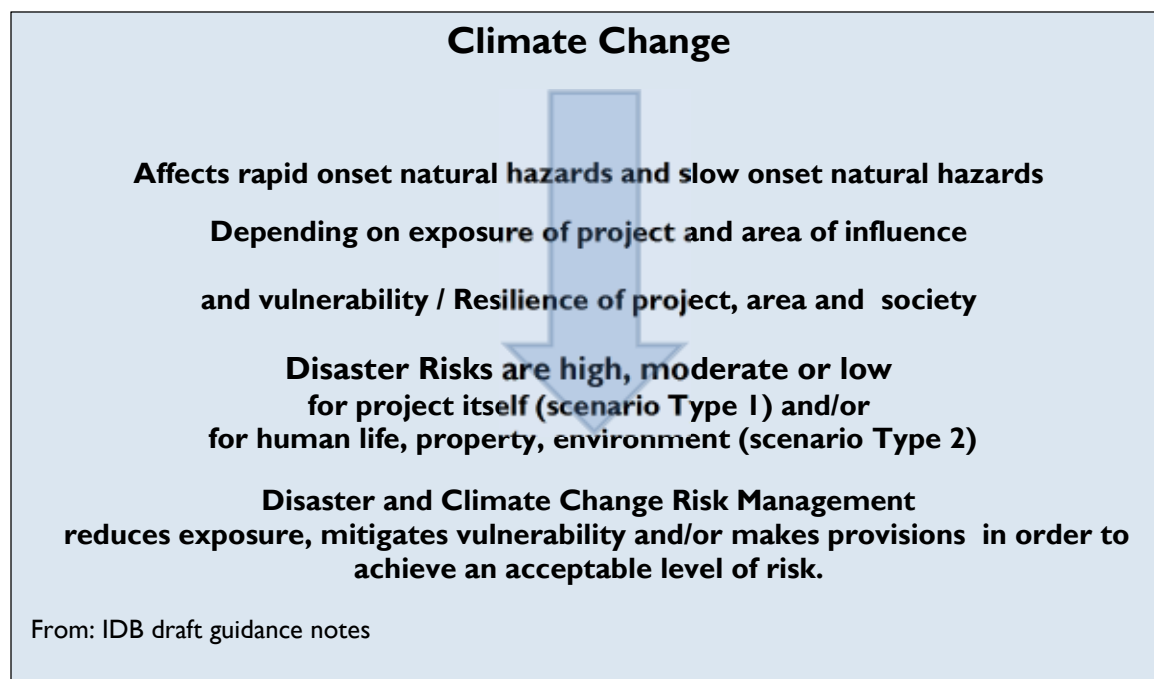 Climate Change
Affects rapid onset natural hazards and slow onset natural hazards
Depending on exposure of project and area of influence
and vulnerability / Resilience of project, area and society
Disaster Risks are high, moderate or low
for project itself (scenario Type 1) and/or
for human life, property, environment (scenario Type 2)
Disaster and Climate Change Risk Management
reduces exposure, mitigates vulnerability and/or makes provisions in order to
achieve an acceptable level of risk.
From: IDB draft guidance notes